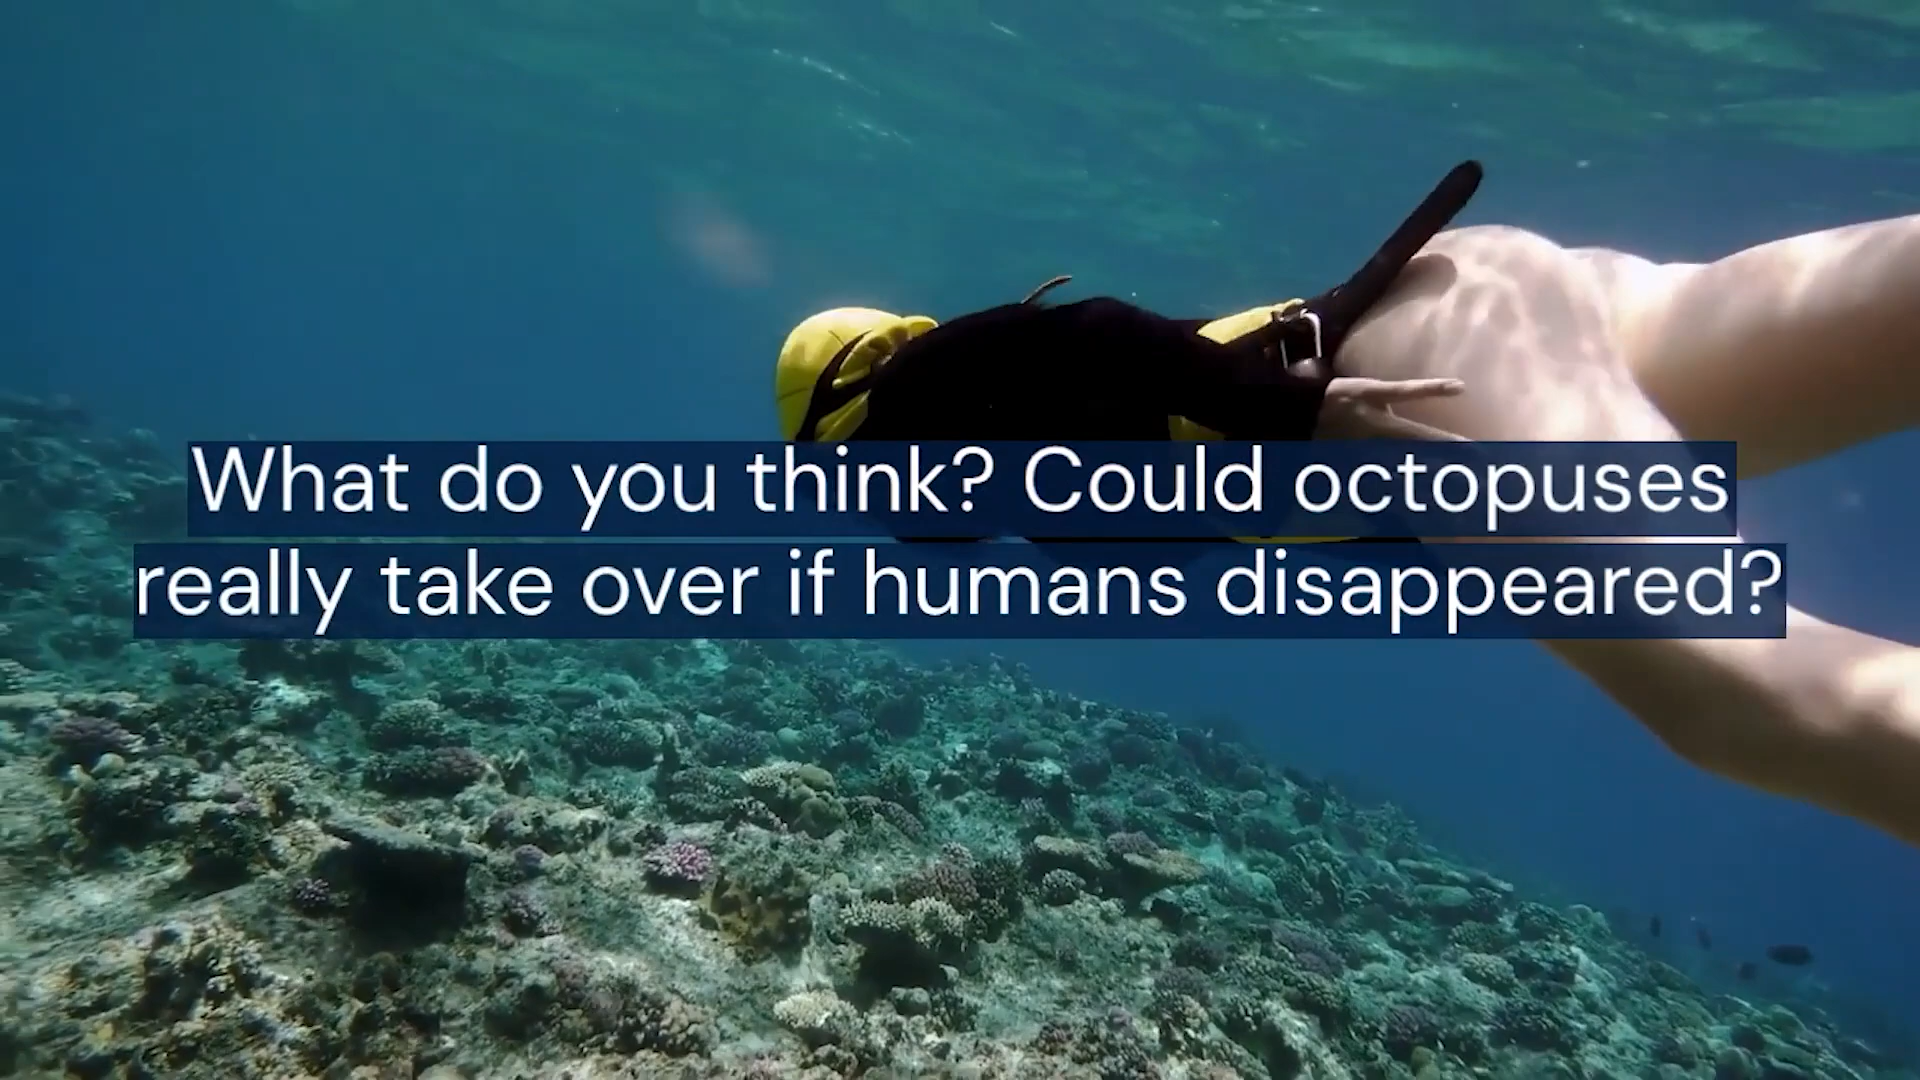 What do you think? Could octopuses
really take over if humans disappeared?